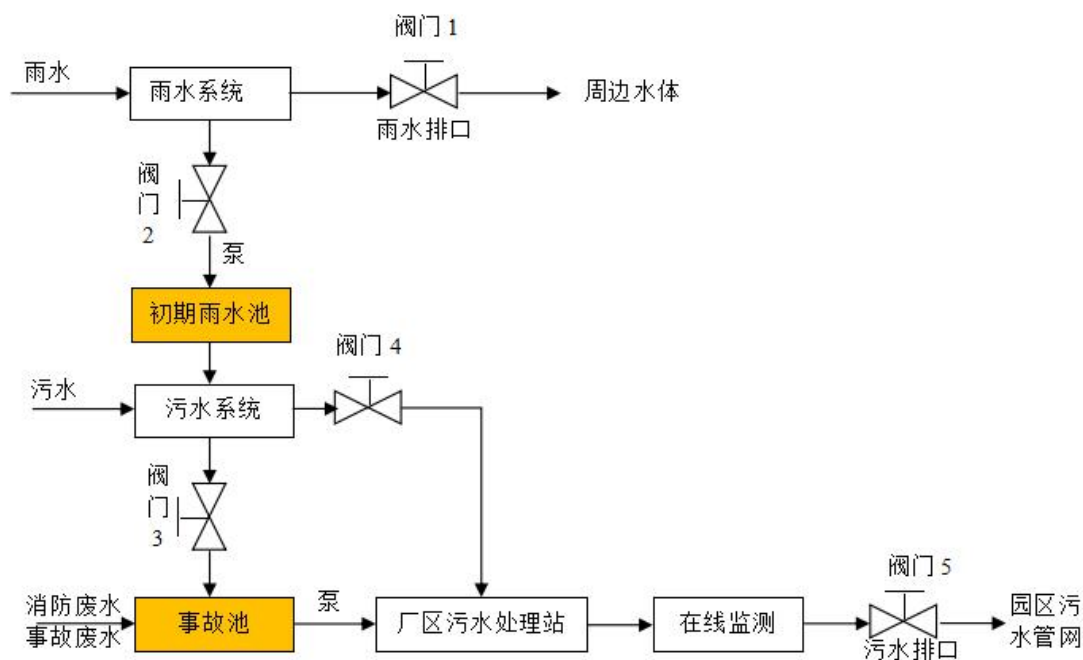 阀门 1
雨水
雨水系统
周边水体
雨水排口
阀
门
2
泵
初期雨水池
阀门 4
污水
污水系统
阀
门
3
消防废水
事故废水
事故池
泵
厂区污水处理站
在线监测
阀门 5
污水排口
园区污
水管网